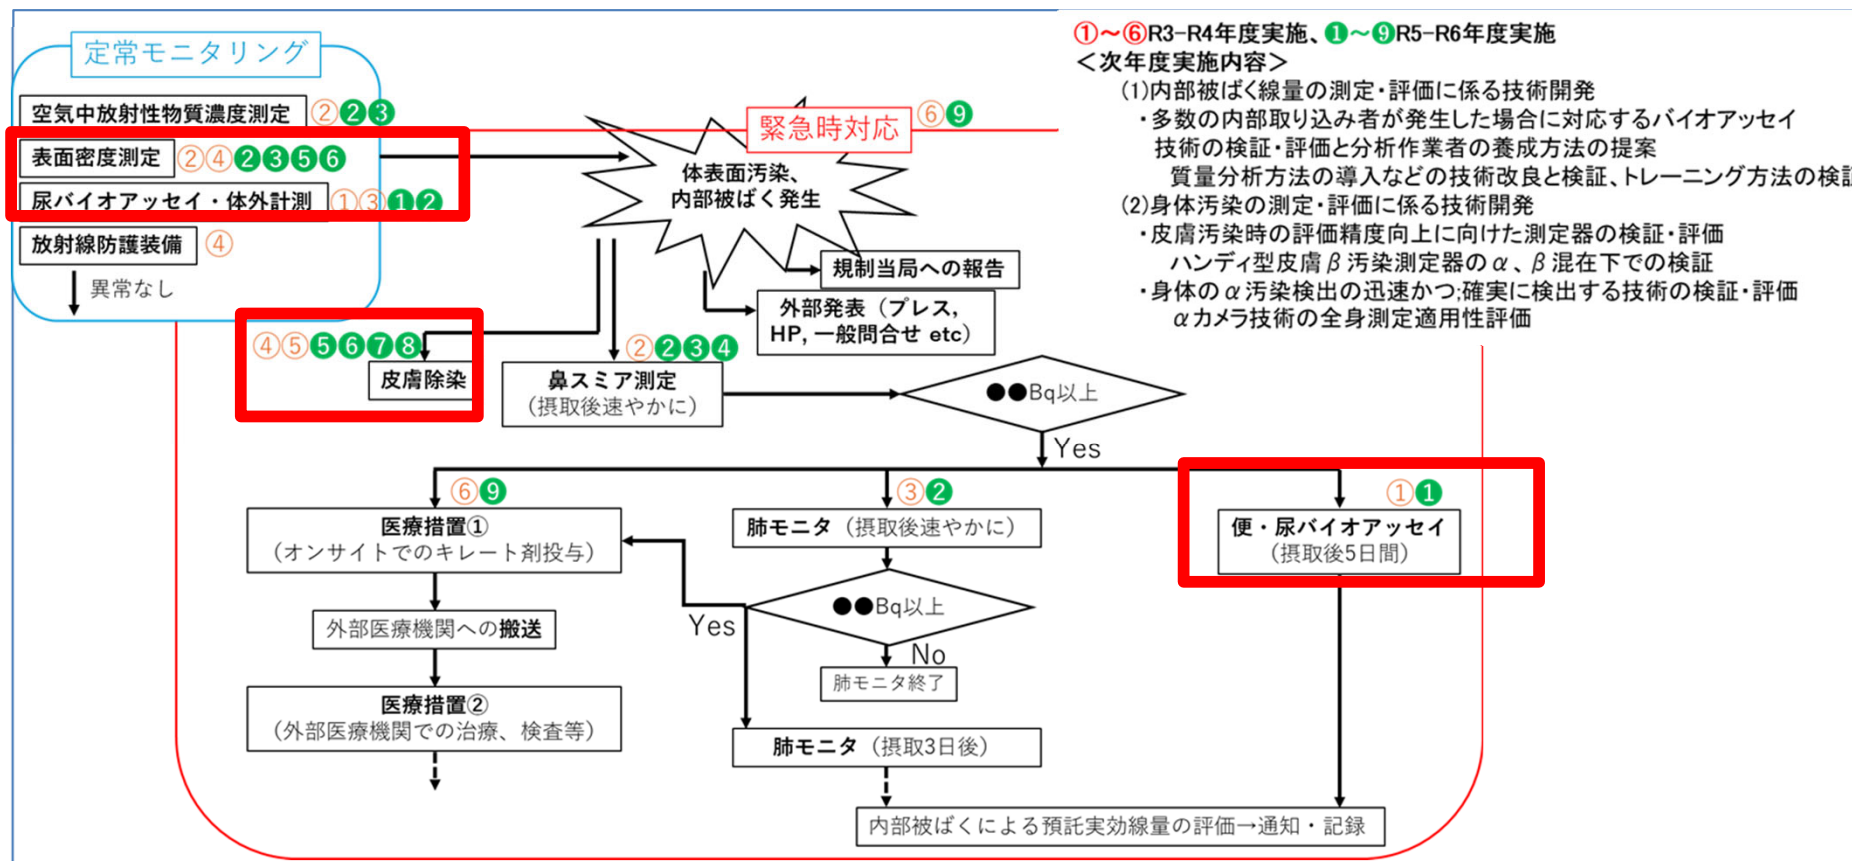 ①～⑥R3-R4年度実施、❶～❾R5-R6年度実施
＜次年度実施内容＞
(1)内部被ばく線量の測定・評価に係る技術開発
・多数の内部取り込み者が発生した場合に対応するバイオアッセイ
技術の検証・評価と分析作業者の養成方法の提案
質量分析方法の導入などの技術改良と検証、トレーニング方法の検証
(2)身体汚染の測定・評価に係る技術開発
・皮膚汚染時の評価精度向上に向けた測定器の検証・評価
ハンディ型皮膚β汚染測定器のα、β混在下での検証
・身体のα汚染検出の迅速かつ;確実に検出する技術の検証・評価
αカメラ技術の全身測定適用性評価
定常モニタリング
空気中放射性物質濃度測定 ②❷❸
表面密度測定 ②④❷❸❺❻
尿バイオアッセイ・体外計測 ①③❶❷
放射線防護装備 ④
異常なし
緊急時対応 ⑥❾
体表面汚染、
内部被ばく発生
規制当局への報告
外部発表（プレス,
HP, 一般問合せ etc）
④⑤❺❻❼❽
皮膚除染
②❷❸❹
鼻スミア測定
（摂取後速やかに）
●●Bq以上
Yes
⑥❾
医療措置①
（オンサイトでのキレート剤投与）
外部医療機関への搬送
医療措置②
（外部医療機関での治療、検査等）
③❷
肺モニタ（摂取後速やかに）
●●Bq以上
Yes
No
肺モニタ終了
肺モニタ（摂取3日後）
①❶
便・尿バイオアッセイ
（摂取後5日間）
内部被ばくによる預託実効線量の評価→通知・記録